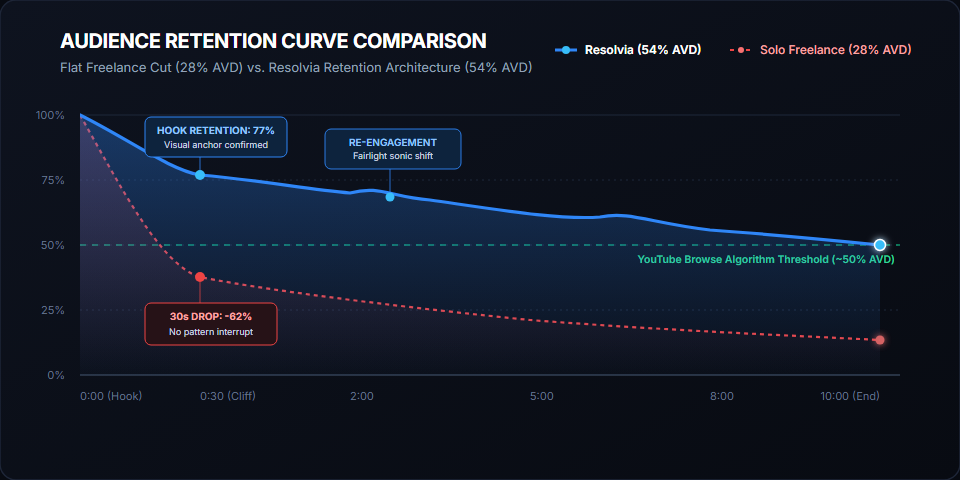 AUDIENCE RETENTION CURVE COMPARISON
Flat Freelance Cut (28% AVD) vs. Resolvia Retention Architecture (54% AVD)
Resolvia (54% AVD)
Solo Freelance (28% AVD)
100%
75%
50%
25%
0%
HOOK RETENTION: 77%
Visual anchor confirmed
RE-ENGAGEMENT
Fairlight sonic shift
YouTube Browse Algorithm Threshold (~50% AVD)
30s DROP: -62%
No pattern interrupt
0:00 (Hook)
0:30 (Cliff)
2:00
5:00
8:00
10:00 (End)